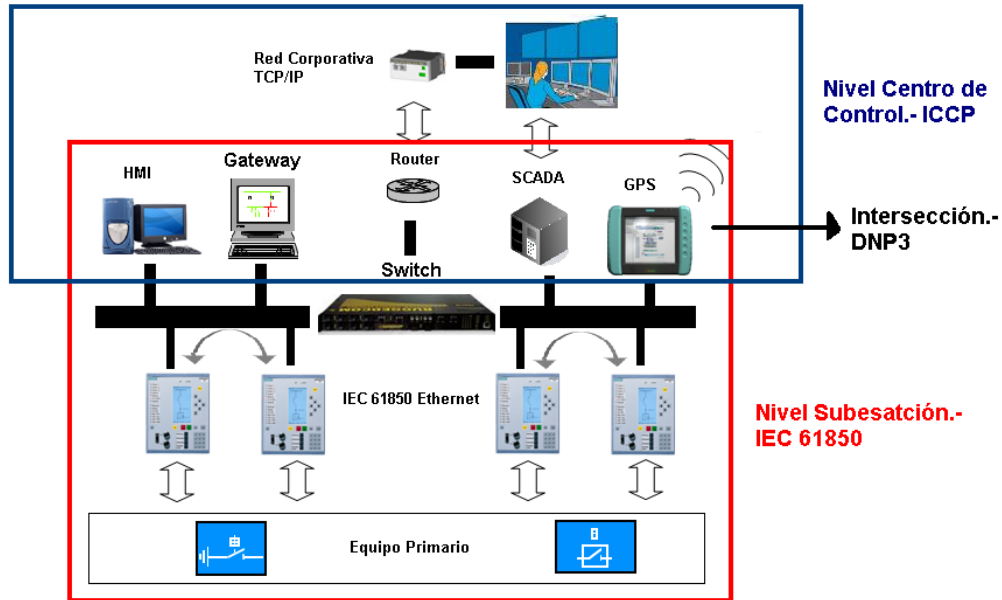 Red Corporativa
TCP/IP
Nivel Centro de
Control.- ICCP
HMI
Gateway
Router
SCADA
GPS
Intersección.-
DNP3
Switch
RUGGEDCOM
IEC 61850 Ethernet
Nivel Subesatción.-
IEC 61850
Equipo Primario